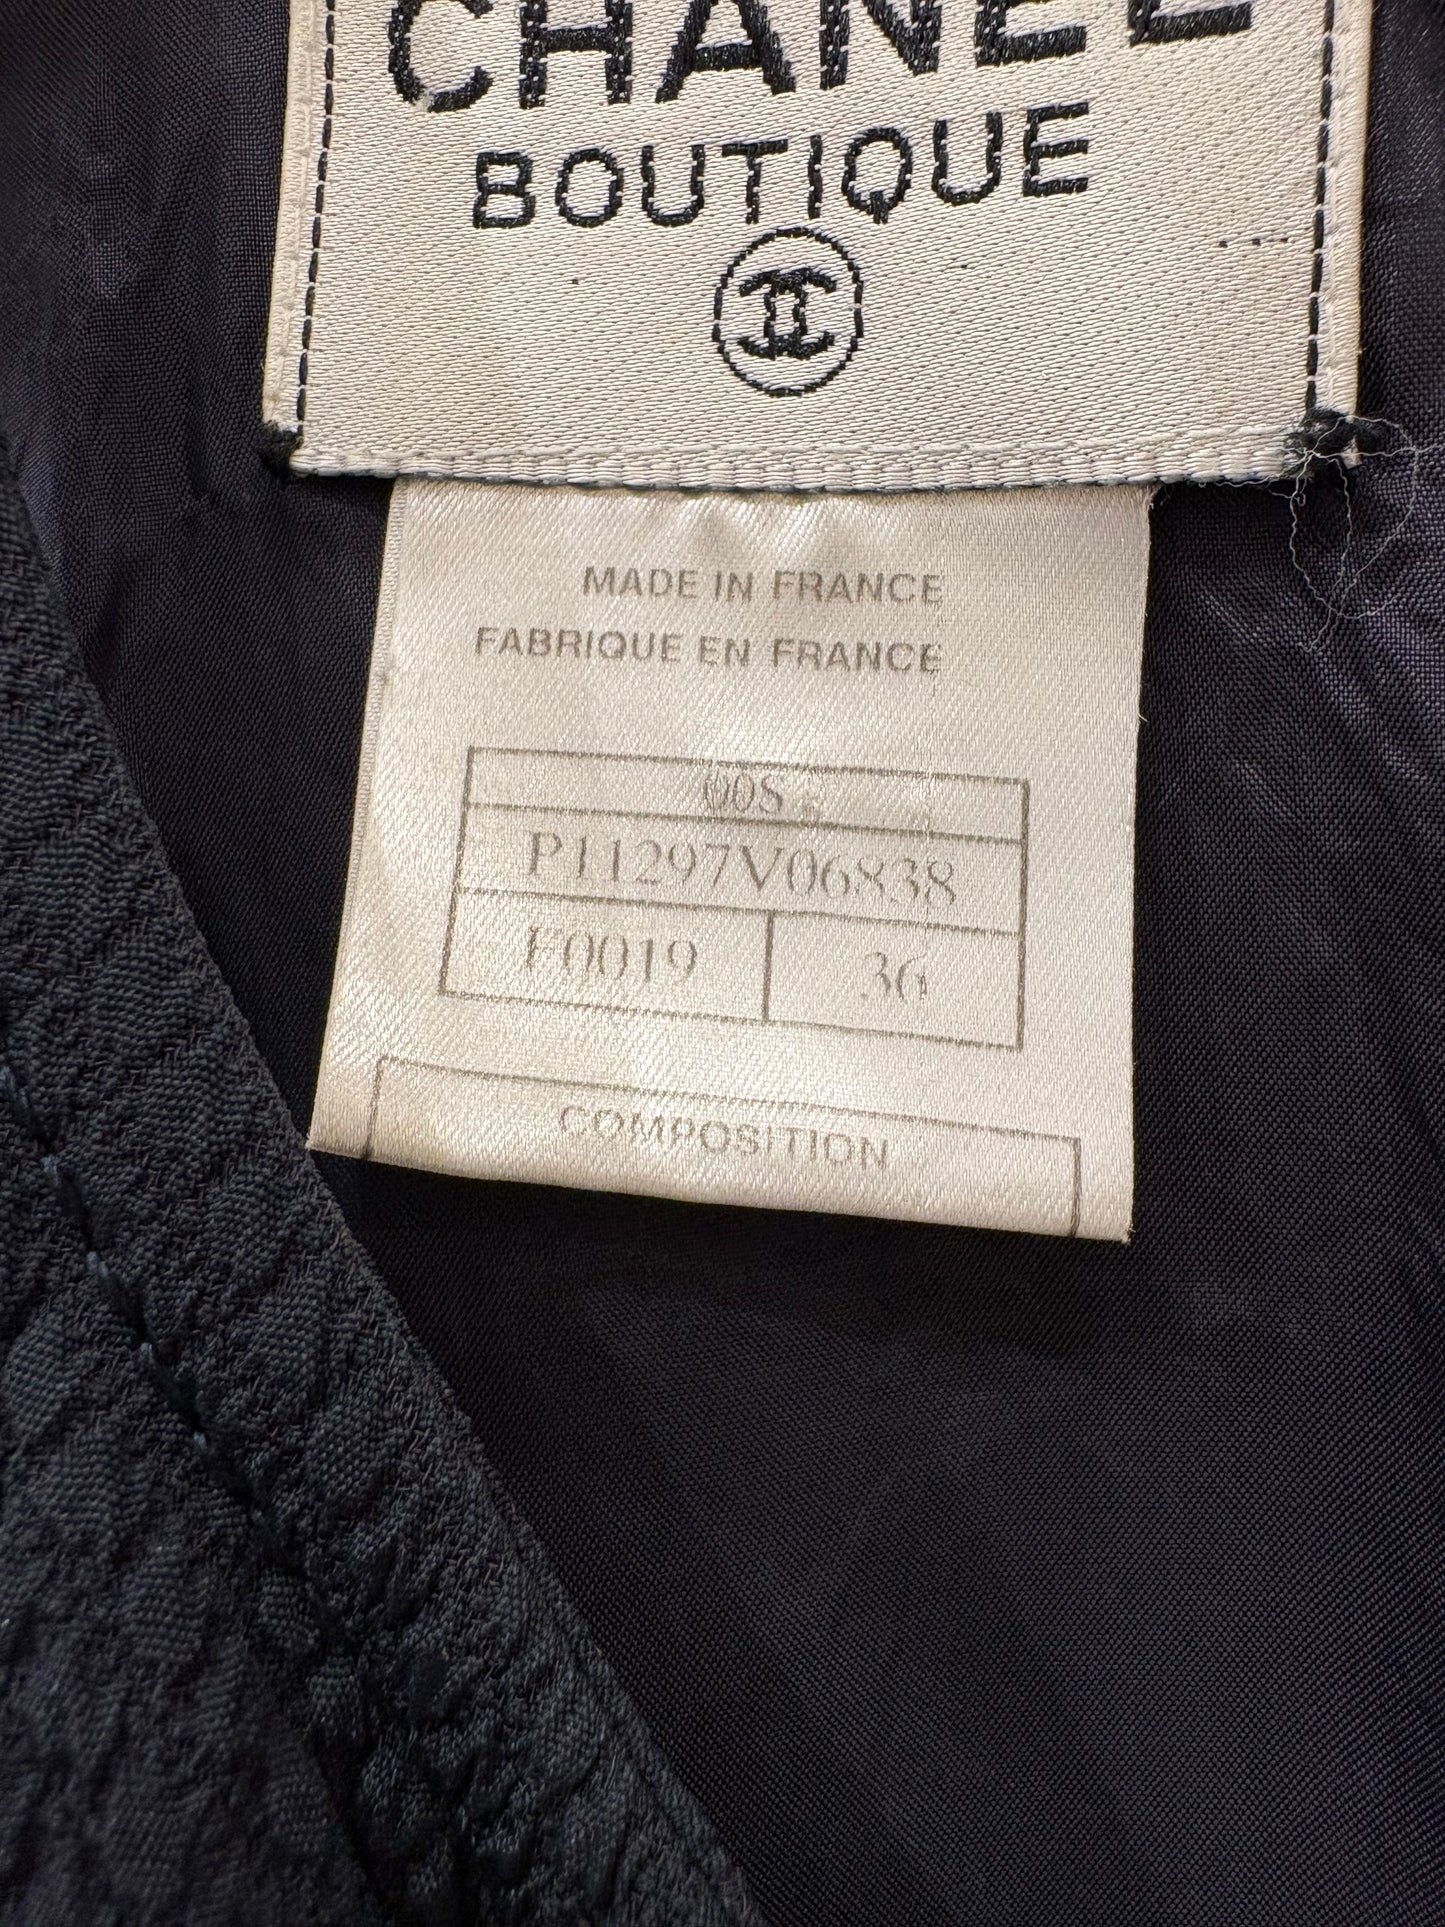 CHANEL
BOUTIQUE
MADE IN FRANCE
FABRIQUE EN FRANCE
00S
P11297V06838
F0019 36
COMPOSITION